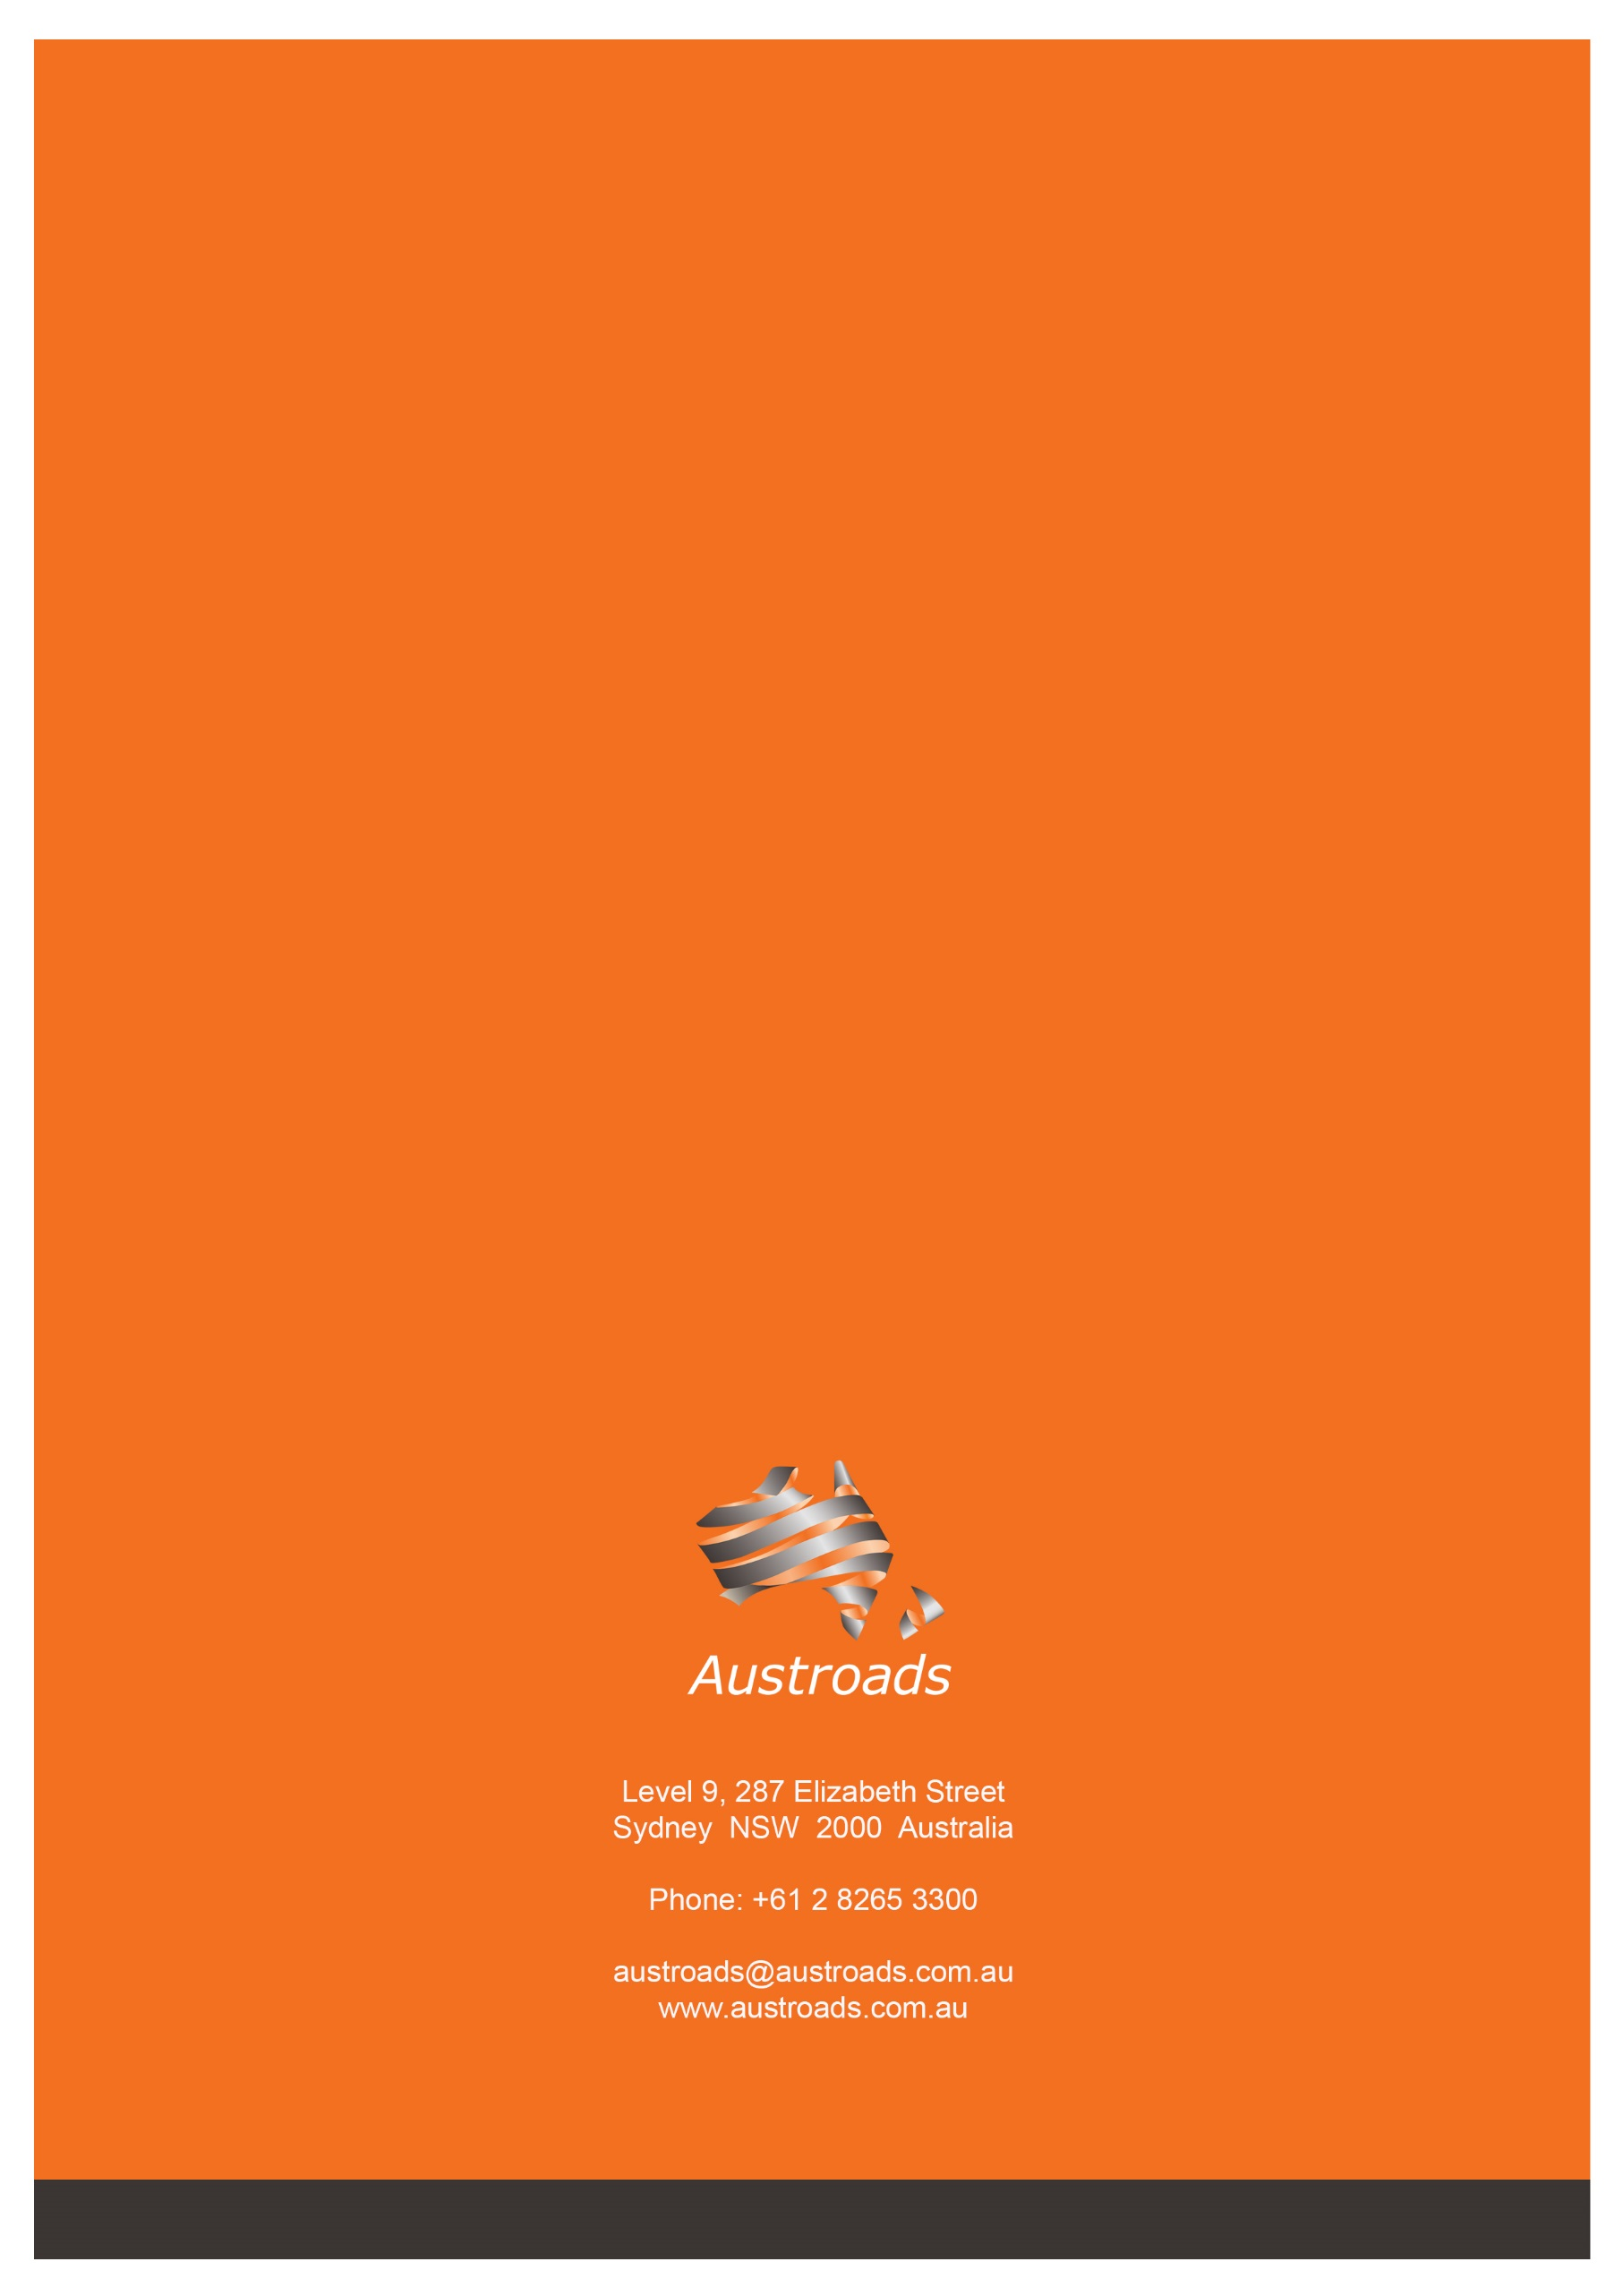 Austroads
Level 9, 287 Elizabeth Street
Sydney  NSW  2000  Australia
Phone: +61 2 8265 3300
austroads@austroads.com.au
www.austroads.com.au